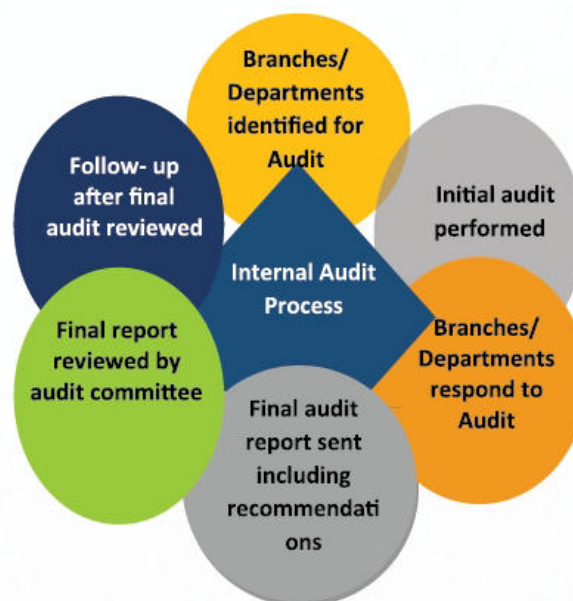 Branches/
Departments
identified for
Audit
Initial audit
performed
Branches/
Departments
respond to
Audit
Final audit
report sent
including
recommendati
ons
Final report
reviewed by
audit committee
Follow- up
after final
audit reviewed
Internal Audit
Process